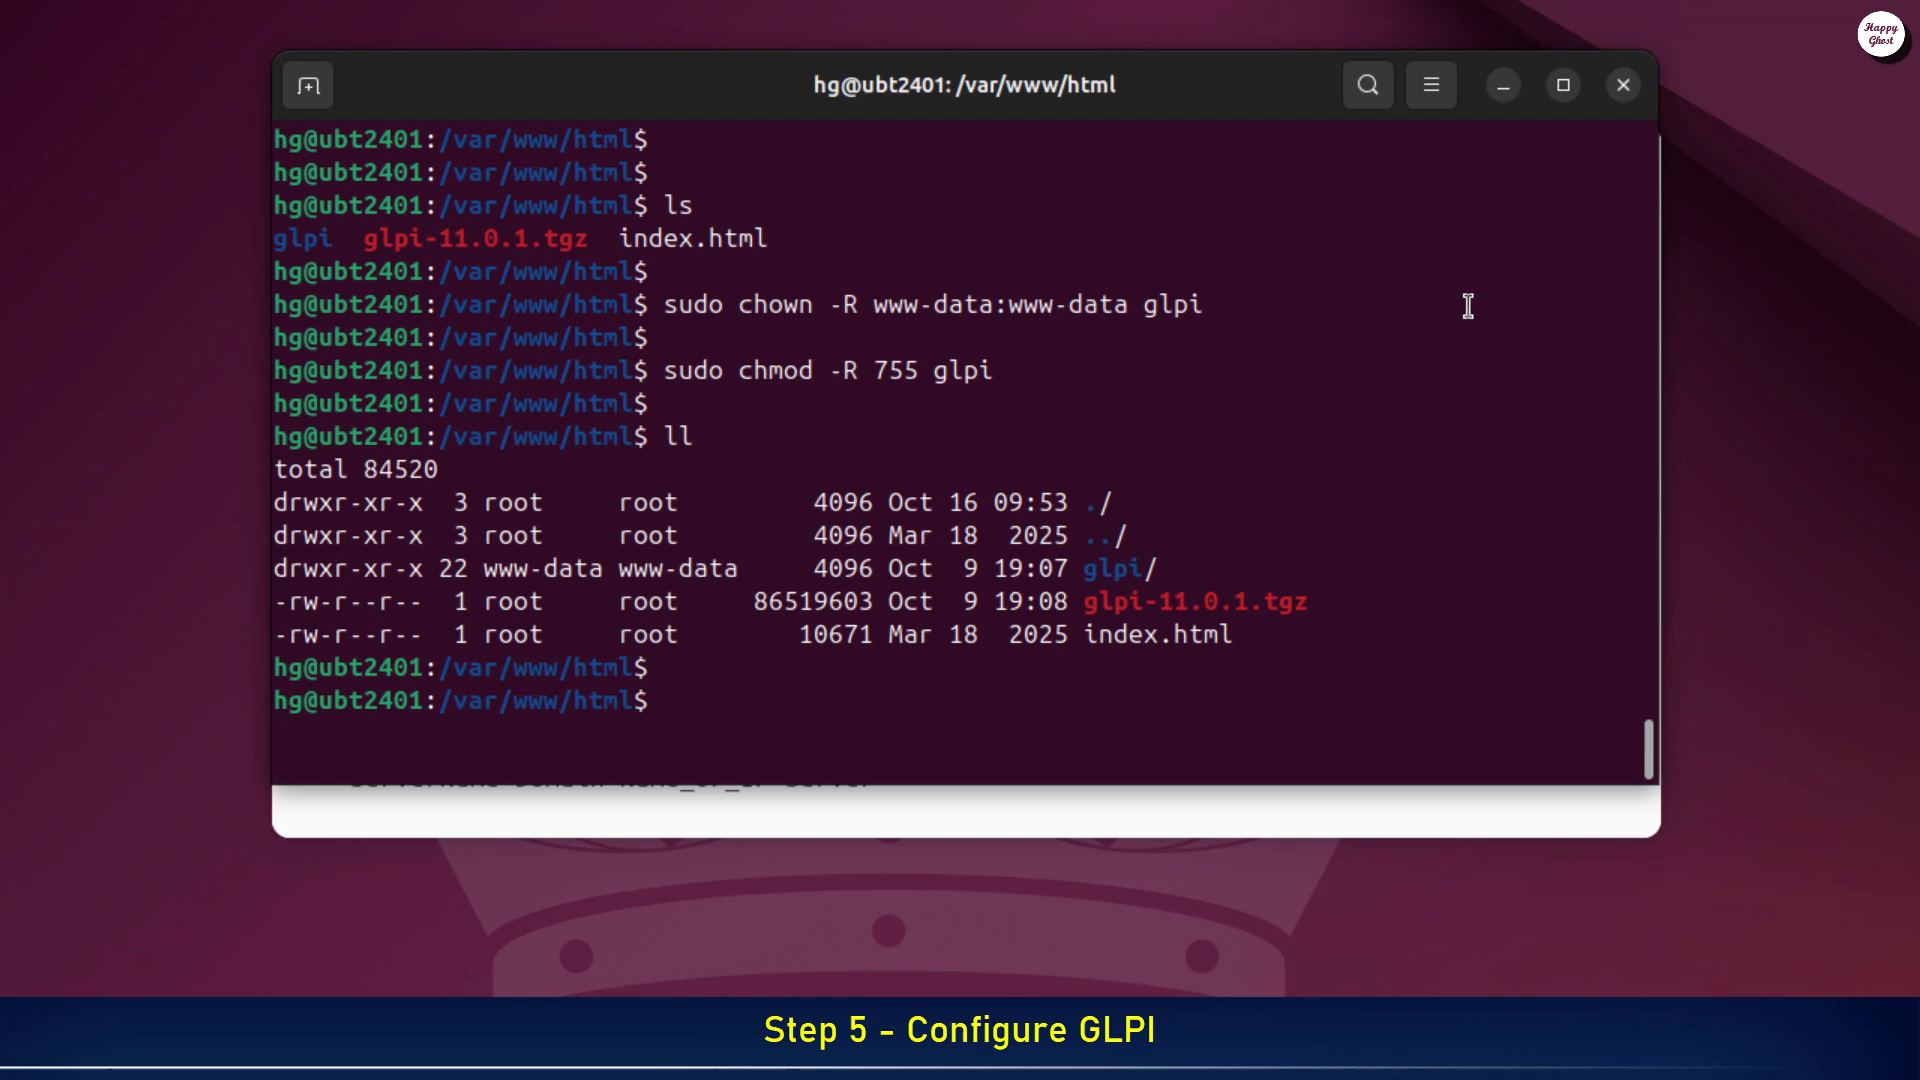 Happy
Ghost
hg@ubt2401: /var/www/html
hg@ubt2401:/var/www/html$
hg@ubt2401:/var/www/html$
hg@ubt2401:/var/www/html$ ls
glpi  glpi-11.0.1.tgz  index.html
hg@ubt2401:/var/www/html$
hg@ubt2401:/var/www/html$ sudo chown -R www-data:www-data glpi
hg@ubt2401:/var/www/html$
hg@ubt2401:/var/www/html$ sudo chmod -R 755 glpi
hg@ubt2401:/var/www/html$
hg@ubt2401:/var/www/html$ ll
total 84520
drwxr-xr-x  3 root     root         4096 Oct 16 09:53 ./
drwxr-xr-x  3 root     root         4096 Mar 18  2025 ../
drwxr-xr-x 22 www-data www-data     4096 Oct  9 19:07 glpi/
-rw-r--r--  1 root     root     86519603 Oct  9 19:08 glpi-11.0.1.tgz
-rw-r--r--  1 root     root        10671 Mar 18  2025 index.html
hg@ubt2401:/var/www/html$
hg@ubt2401:/var/www/html$
Step 5 - Configure GLPI